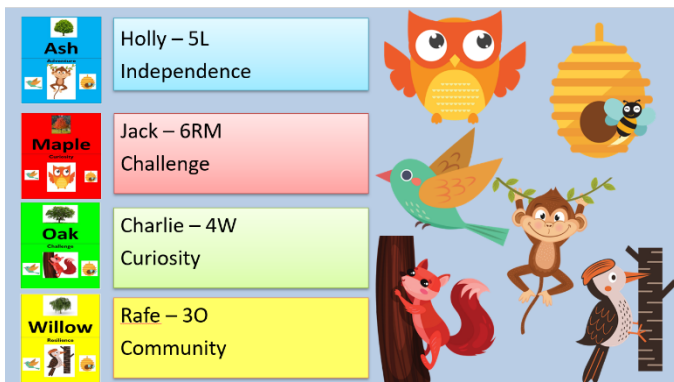 Ash
Adventure
Holly – 5L
Independence
Maple
Curiosity
Jack – 6RM
Challenge
Oak
Challenge
Charlie – 4W
Curiosity
Willow
Resilience
Rafe – 3O
Community